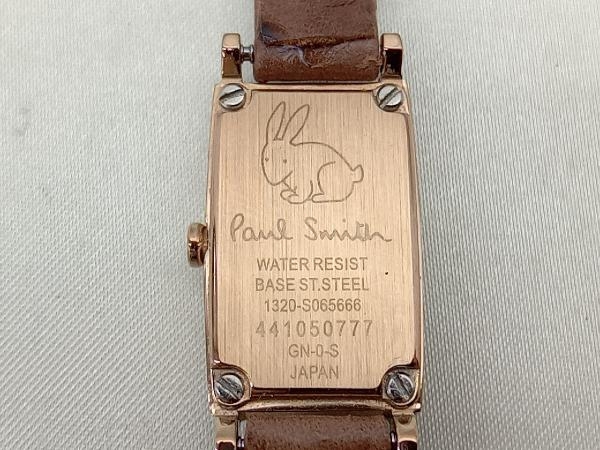 Paul Smith
WATER RESIST
BASE ST.STEEL
1320-S065666
441050777
GN-0-S
JAPAN